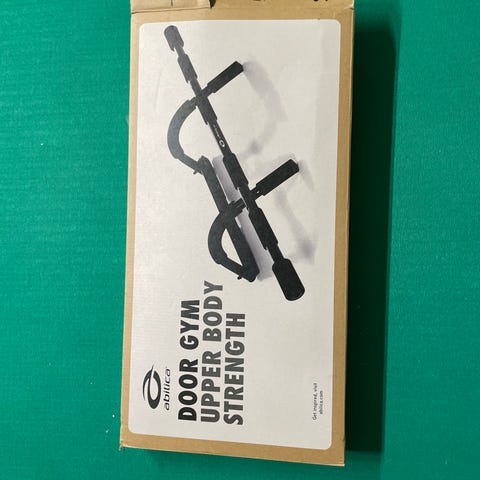 abilica
DOOR GYM
UPPER BODY
STRENGTH
Get inspired, visit
abilica.com